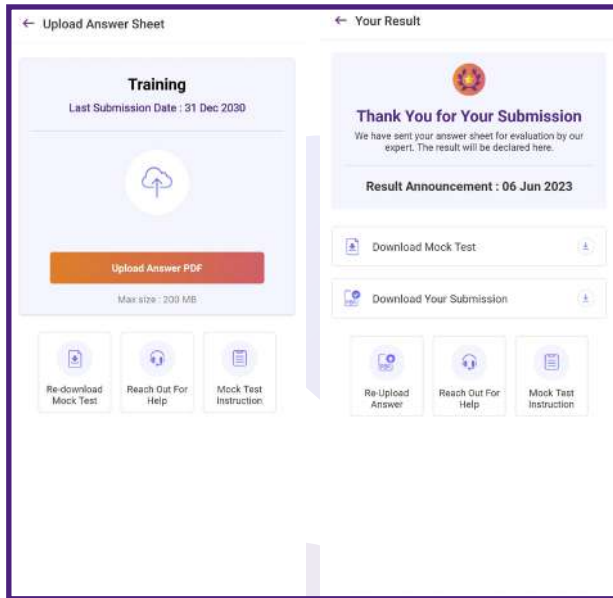 ← Upload Answer Sheet
Training
Last Submission Date : 31 Dec 2030
Upload Answer PDF
Max size : 200 MB
Re-download
Mock Test
Reach Out For
Help
Mock Test
Instruction
← Your Result
Thank You for Your Submission
We have sent your answer sheet for evaluation by our
expert. The result will be declared here.
Result Announcement : 06 Jun 2023
Download Mock Test
Download Your Submission
Re-Upload
Answer
Reach Out For
Help
Mock Test
Instruction